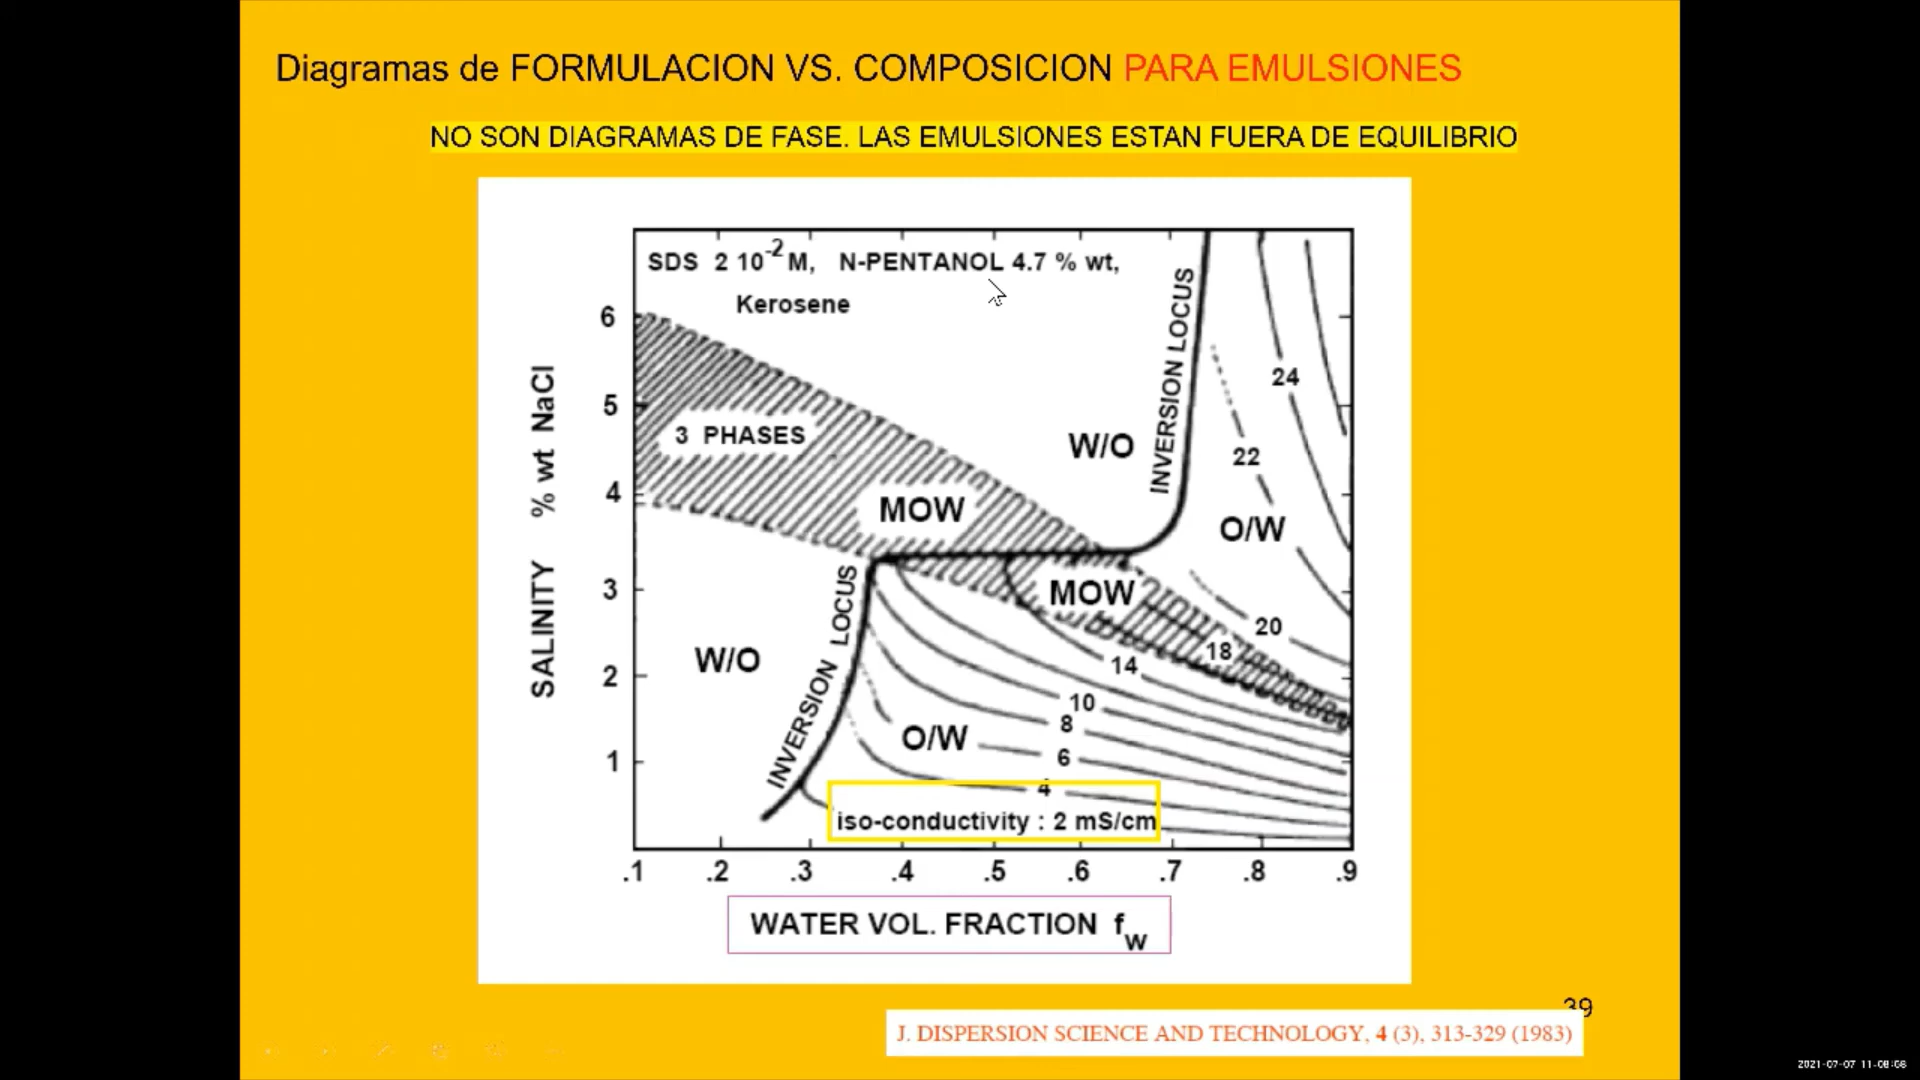 Diagramas de FORMULACION VS. COMPOSICION PARA EMULSIONES
NO SON DIAGRAMAS DE FASE. LAS EMULSIONES ESTAN FUERA DE EQUILIBRIO
SDS 2 10-2 M, N-PENTANOL 4.7 % wt,
Kerosene
SALINITY % wt NaCl
6
5
4
3
2
1
3 PHASES
MOW
W/O
INVERSION LOCUS
24
22
O/W
20
MOW
18
14
10
8
6
4
W/O
INVERSION LOCUS
O/W
iso-conductivity : 2 mS/cm
.1 .2 .3 .4 .5 .6 .7 .8 .9
WATER VOL. FRACTION fw
39
J. DISPERSION SCIENCE AND TECHNOLOGY, 4 (3), 313-329 (1983)
2021-07-07 11:08:56